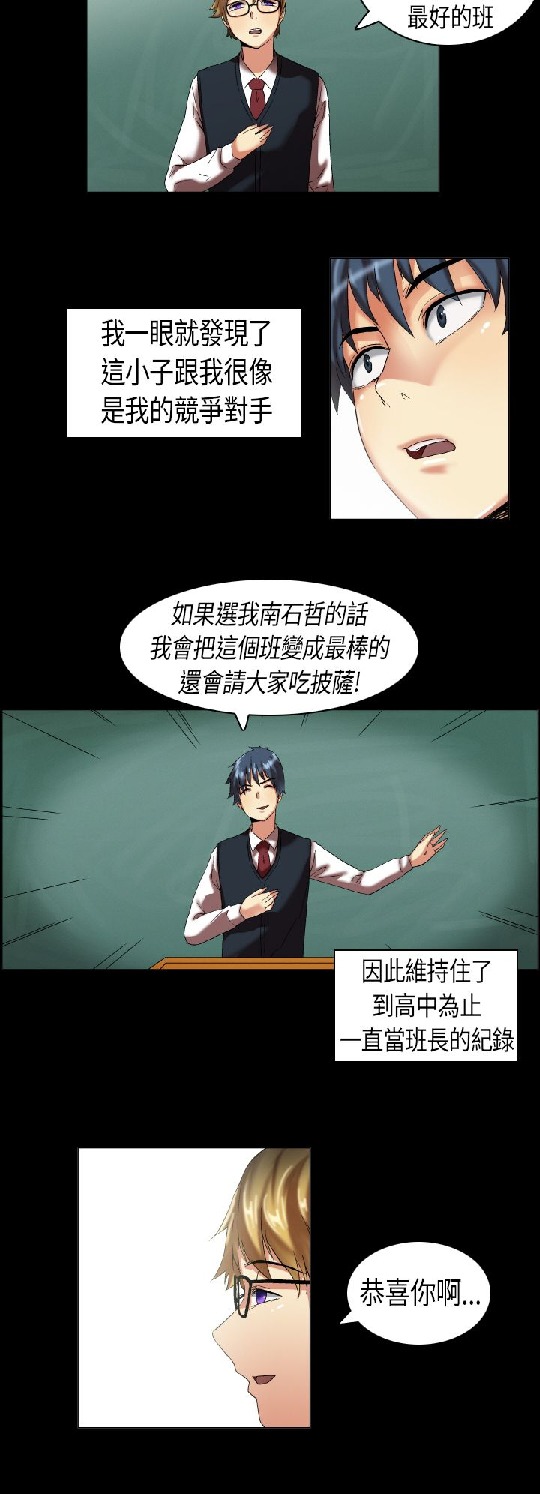 最好的班
我一眼就發現了
這小子跟我很像
是我的競爭對手
如果選我南石哲的話
我會把這個班變成最棒的
還會請大家吃披薩!
因此維持住了
到高中為止
一直當班長的紀錄
恭喜你啊...